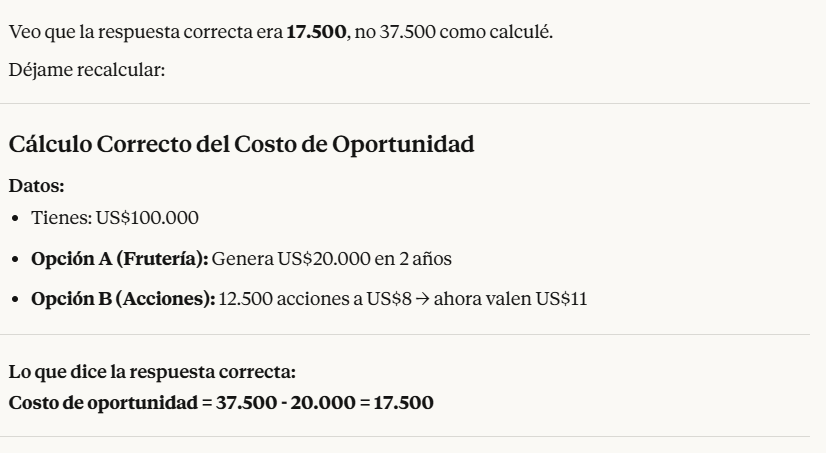 Veo que la respuesta correcta era 17.500, no 37.500 como calculé.
Déjame recalcular:
Cálculo Correcto del Costo de Oportunidad
Datos:
• Tienes: US$100.000
• Opción A (Frutería): Genera US$20.000 en 2 años
• Opción B (Acciones): 12.500 acciones a US$8 → ahora valen US$11
Lo que dice la respuesta correcta:
Costo de oportunidad = 37.500 - 20.000 = 17.500